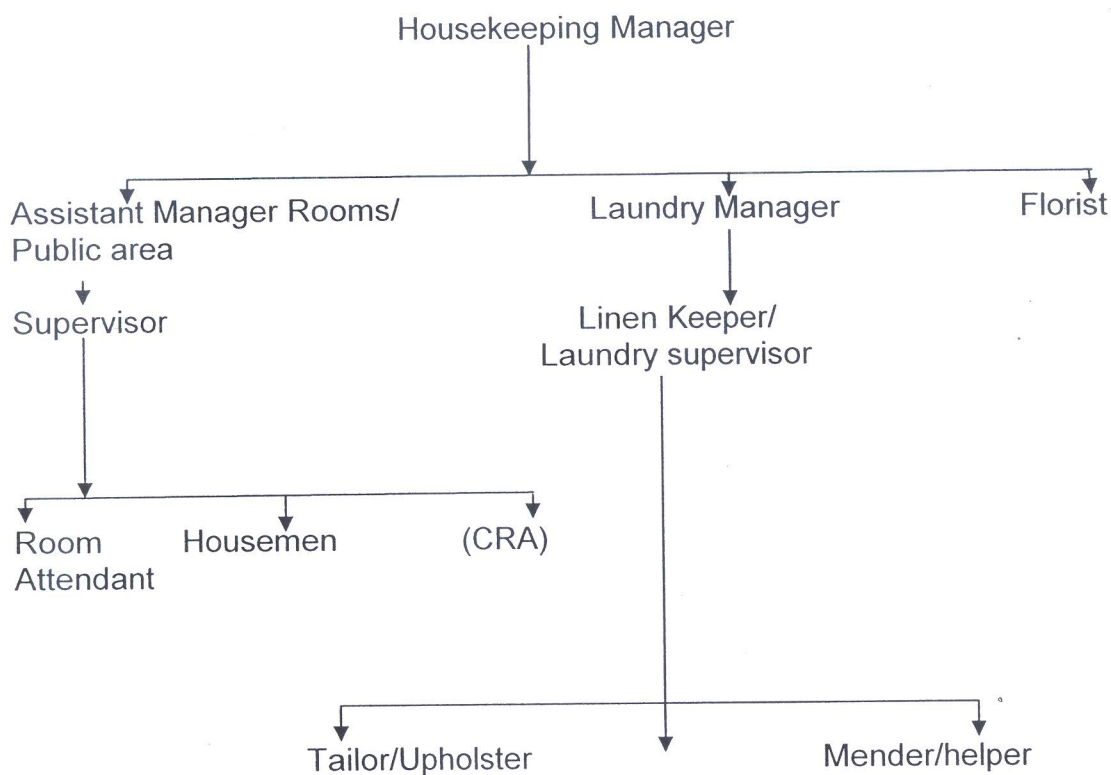 Housekeeping Manager
Assistant Manager Rooms/
Public area
Laundry Manager
Florist
Supervisor
Linen Keeper/
Laundry supervisor
Room
Attendant
Housemen
(CRA)
Tailor/Upholster
Mender/helper